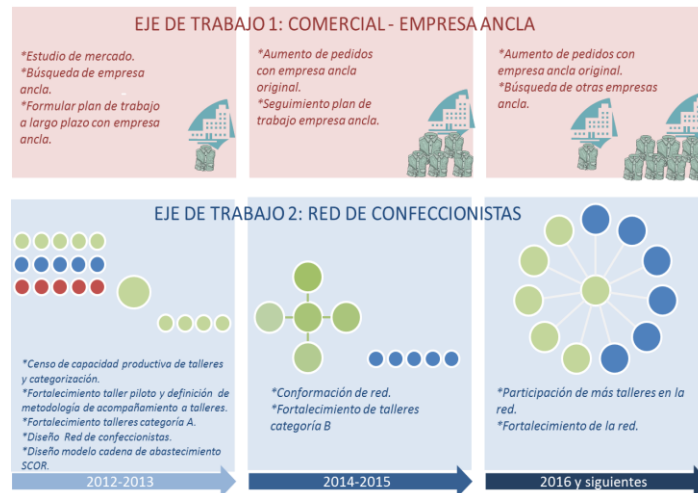 EJE DE TRABAJO 1: COMERCIAL - EMPRESA ANCLA
*Estudio de mercado.
*Búsqueda de empresa
ancla.
*Formular plan de trabajo
a largo plazo con empresa
ancla.
*Aumento de pedidos
con empresa ancla
original.
*Seguimiento plan de
trabajo empresa ancla.
*Aumento de pedidos con
empresa ancla original.
*Búsqueda de otras empresas
ancla.
EJE DE TRABAJO 2: RED DE CONFECCIONISTAS
*Censo de capacidad productiva de talleres
y categorización.
*Fortalecimiento taller piloto y definición de
metodología de acompañamiento a talleres.
*Fortalecimiento talleres categoría A.
*Diseño Red de confeccionistas.
*Diseño modelo cadena de abastecimiento
SCOR.
*Conformación de red.
*Fortalecimiento de talleres
categoría B
*Participación de más talleres en la
red.
*Fortalecimiento de la red.
2012-2013
2014-2015
2016 y siguientes